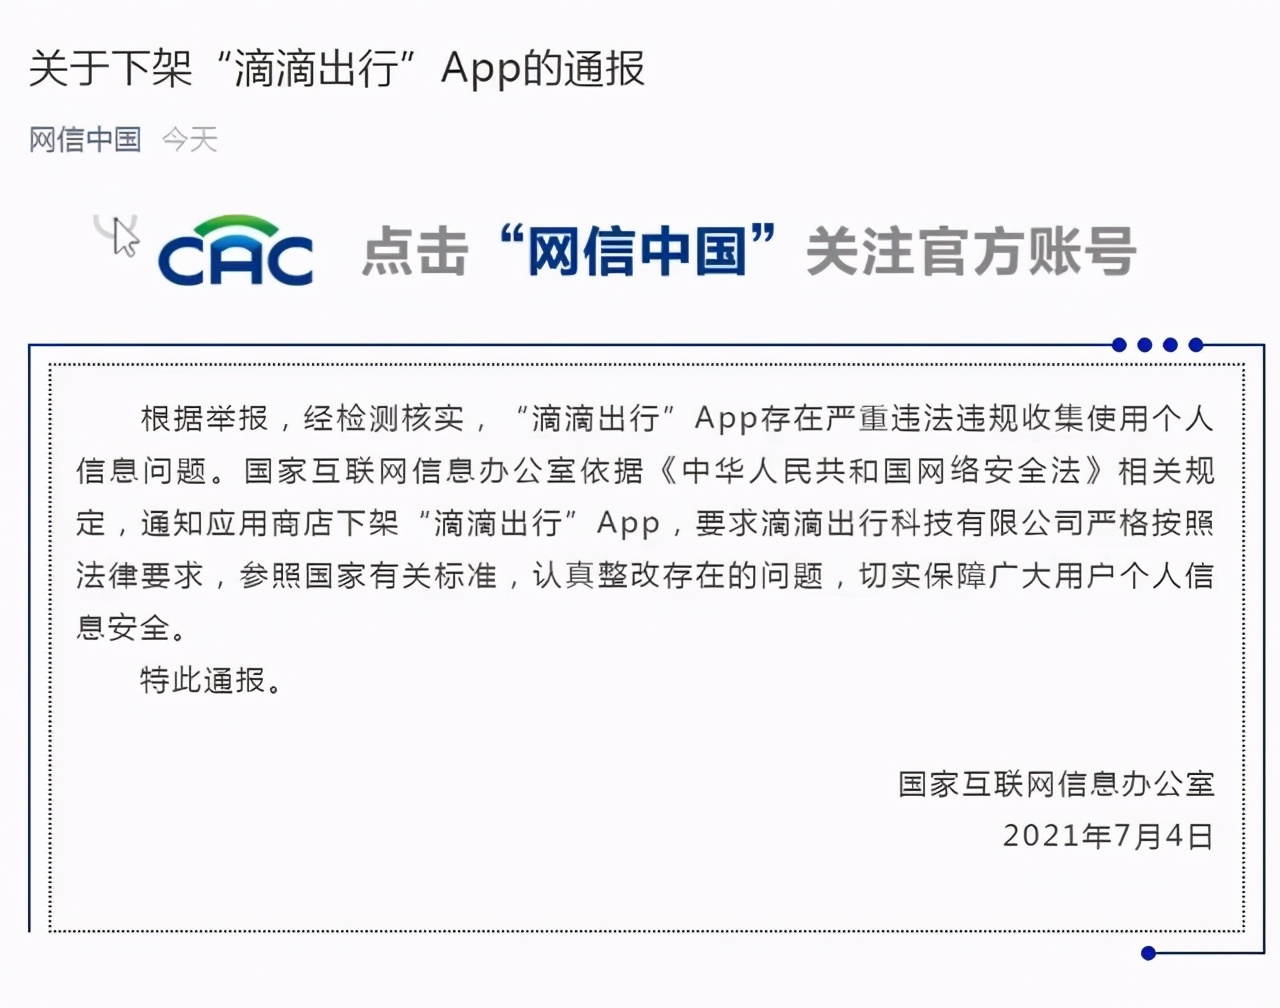 关于下架“滴滴出行”App的通报
网信中国 今天
CAC 点击“网信中国”关注官方账号
根据举报，经检测核实，“滴滴出行”App存在严重违法违规收集使用个人
信息问题。国家互联网信息办公室依据《中华人民共和国网络安全法》相关规
定，通知应用商店下架“滴滴出行”App，要求滴滴出行科技有限公司严格按照
法律要求，参照国家有关标准，认真整改存在的问题，切实保障广大用户个人信
息安全。
特此通报。
国家互联网信息办公室
2021年7月4日